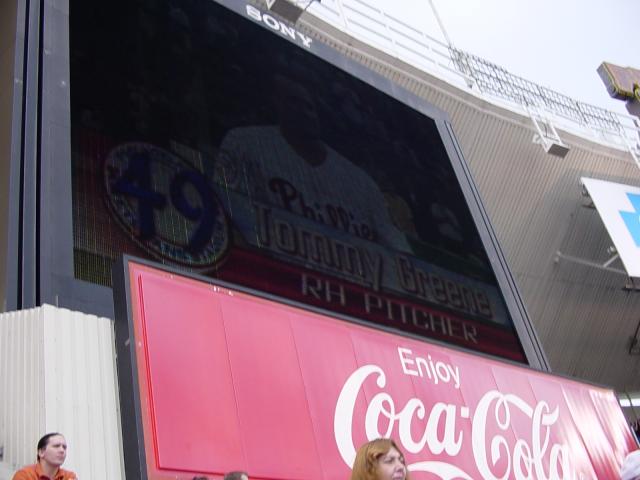 SONY
49
Phillies
Tommy Greene
RH PITCHER
Enjoy
Coca-Cola